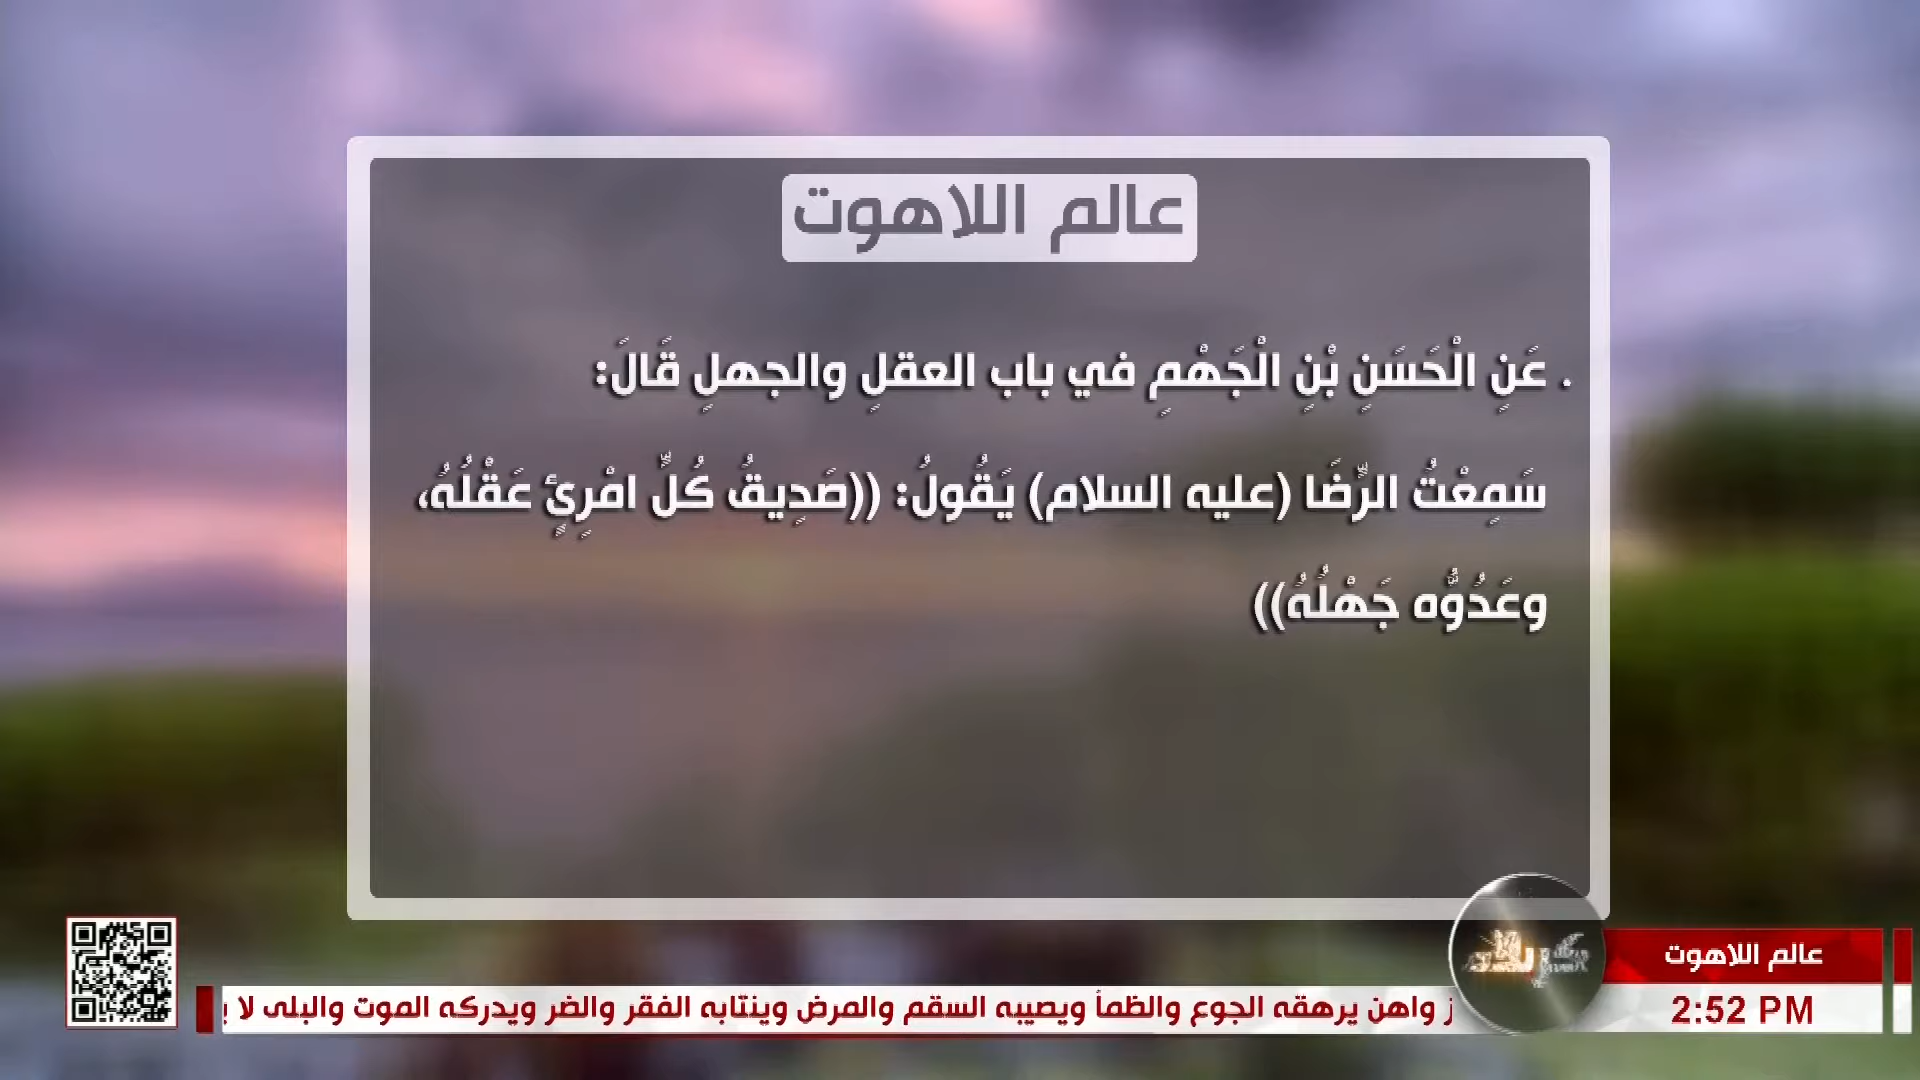 عالم اللاهوت
. عَنِ الْحَسَنِ بْنِ الْجَهْمِ في باب العقلِ والجهلِ قَالَ:
سَمِعْتُ الرِّضَا (عليه السلام) يَقُولُ: ((صَدِيقُ كُلِّ امْرِئٍ عَقْلُهُ،
وعَدُوُّه جَهْلُهُ))
عالم اللاهوت
2:52 PM
واهن يرهقه الجوع والظمأ ويصيبه السقم والمرض وينتابه الفقر والضر ويدركه الموت والبلى لا